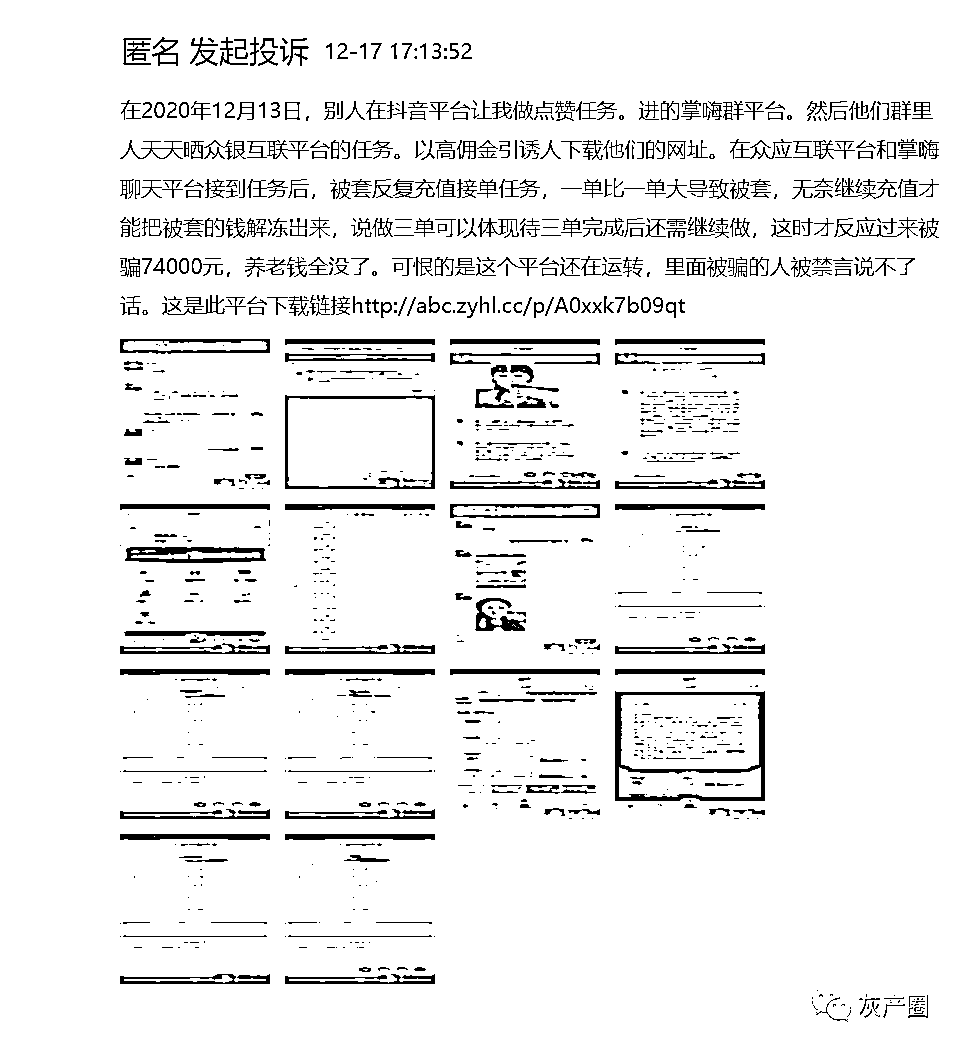 匿名 发起投诉 12-17 17:13:52
在2020年12月13日，别人在抖音平台让我做点赞任务。进的掌嗨群平台。然后他们群里
人天天晒众银互联平台的任务。以高佣金引诱人下载他们的网址。在众应互联平台和掌嗨
聊天平台接到任务后，被套反复充值接单任务，一单比一单大导致被套，无奈继续充值才
能把被套的钱解冻出来，说做三单可以体现待三单完成后还需继续做，这时才反应过来被
骗74000元，养老钱全没了。可恨的是这个平台还在运转，里面被骗的人被禁言说不了
话。这是此平台下载链接http://abc.zyhl.cc/p/A0xxk7b09qt
灰产圈